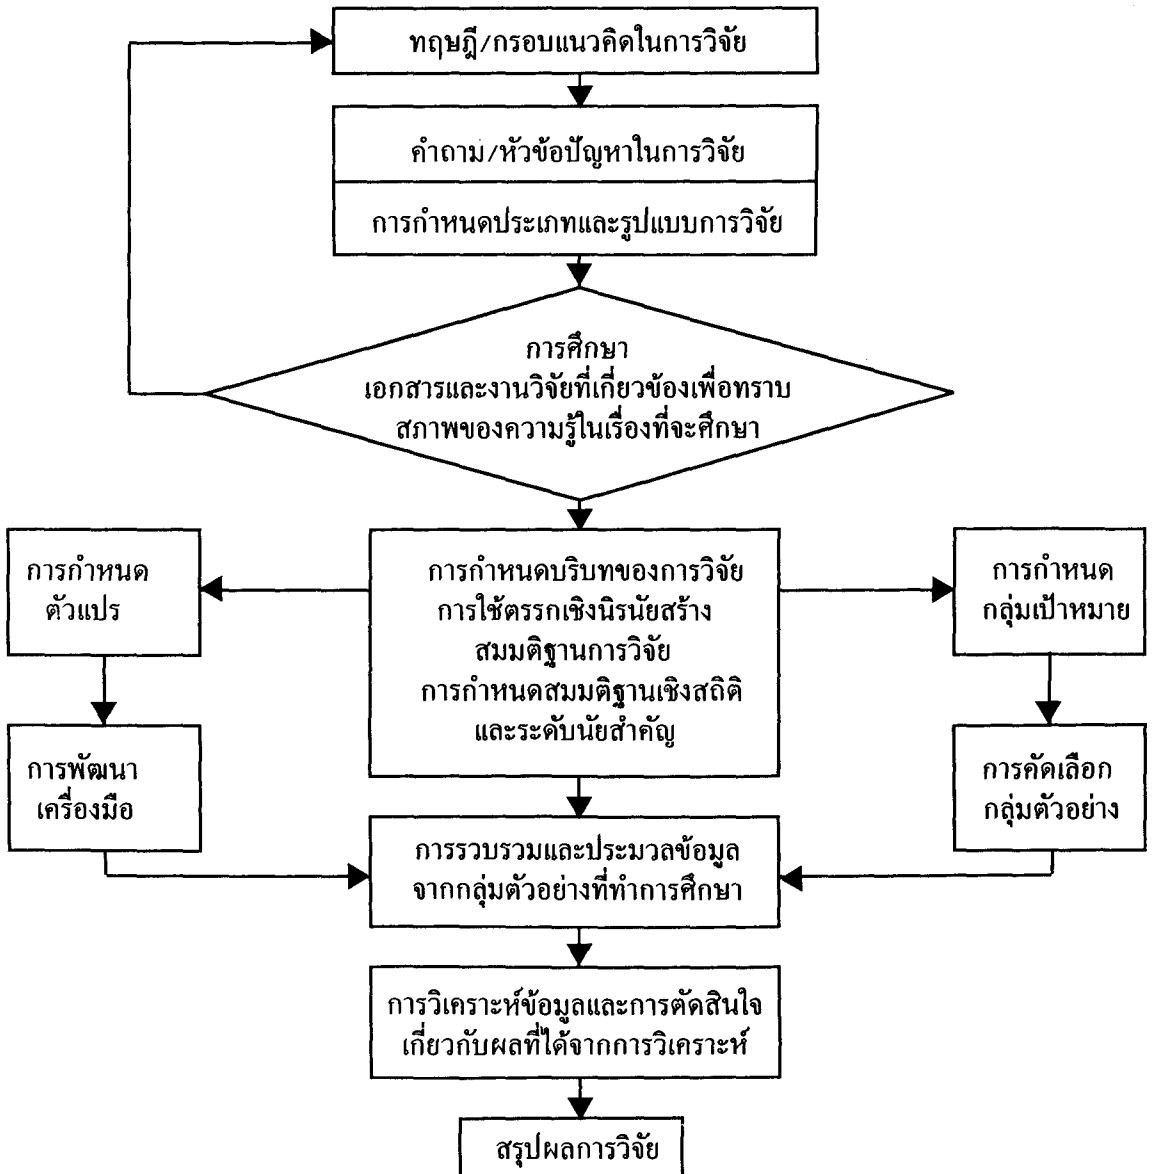 ทฤษฎี/กรอบแนวคิดในการวิจัย
คำถาม/หัวข้อปัญหาในการวิจัย
การกำหนดประเภทและรูปแบบการวิจัย
การศึกษา
เอกสารและงานวิจัยที่เกี่ยวข้องเพื่อทราบ
สภาพของความรู้ในเรื่องที่จะศึกษา
การกำหนด
ตัวแปร
การกำหนดบริบทของการวิจัย
การใช้ตรรกเชิงนิรนัยสร้าง
สมมติฐานการวิจัย
การกำหนดสมมติฐานเชิงสถิติ
และระดับนัยสำคัญ
การกำหนด
กลุ่มเป้าหมาย
การพัฒนา
เครื่องมือ
การคัดเลือก
กลุ่มตัวอย่าง
การรวบรวมและประมวลข้อมูล
จากกลุ่มตัวอย่างที่ทำการศึกษา
การวิเคราะห์ข้อมูลและการตัดสินใจ
เกี่ยวกับผลที่ได้จากการวิเคราะห์
สรุปผลการวิจัย